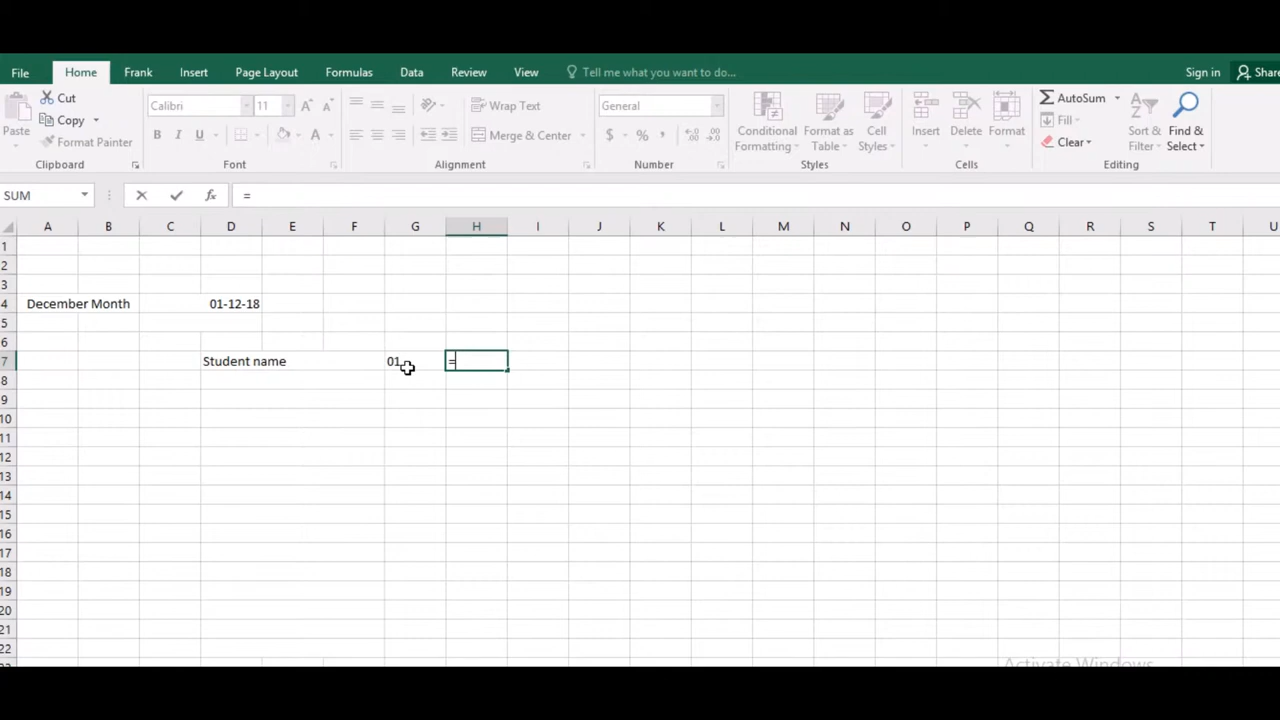 File Home Frank Insert Page Layout Formulas Data Review View Tell me what you want to do... Sign in Share
Cut
Copy
Format Painter
Paste
Clipboard
Calibri 11 A A
B I U A
Font
Wrap Text
Merge & Center
Alignment
General
$ % , .00 .0
Number
Conditional Formatting
Format as Table
Cell Styles
Styles
Insert Delete Format
Cells
AutoSum
Fill
Clear
Sort & Filter
Find & Select
Editing
SUM fx =
A B C D E F G H I J K L M N O P Q R S T U
1
2
3
4 December Month 01-12-18
5
6
7 Student name 01 =
8
9
10
11
12
13
14
15
16
17
18
19
20
21
22
Activate Windows